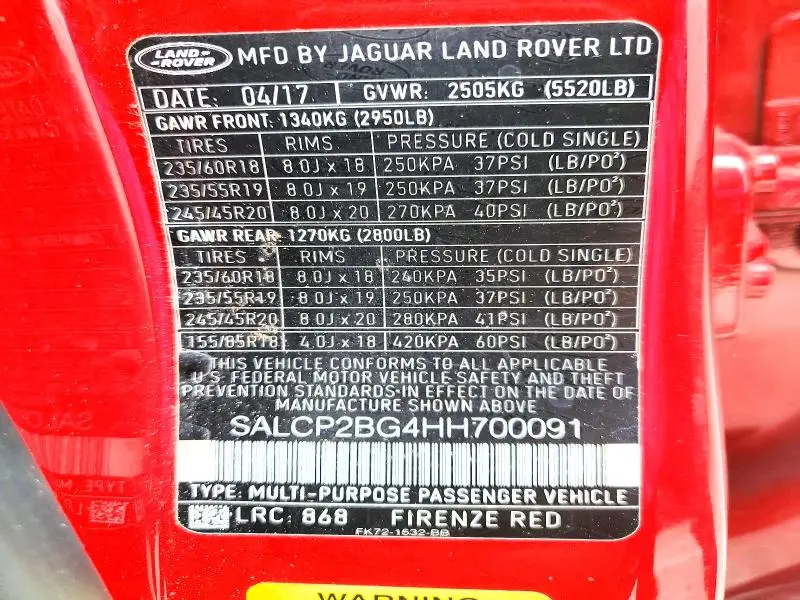 LAND-ROVER MFD BY JAGUAR LAND ROVER LTD
DATE: 04/17 GVWR: 2505KG (5520LB)
GAWR FRONT: 1340KG (2950LB)
TIRES RIMS PRESSURE (COLD SINGLE)
235/60R18 8.0J x 18 250KPA 37PSI (LB/PO²)
235/55R19 8.0J x 19 250KPA 37PSI (LB/PO²)
245/45R20 8.0J x 20 270KPA 40PSI (LB/PO²)
GAWR REAR: 1270KG (2800LB)
TIRES RIMS PRESSURE (COLD SINGLE)
235/60R18 8.0J x 18 240KPA 35PSI (LB/PO²)
235/55R19 8.0J x 19 250KPA 37PSI (LB/PO²)
245/45R20 8.0J x 20 280KPA 41PSI (LB/PO²)
155/85R18 4.0J x 18 420KPA 60PSI (LB/PO²)
THIS VEHICLE CONFORMS TO ALL APPLICABLE
U.S. FEDERAL MOTOR VEHICLE SAFETY AND THEFT
PREVENTION STANDARDS IN EFFECT ON THE DATE OF
MANUFACTURE SHOWN ABOVE
SALCP2BG4HH700091
TYPE: MULTI-PURPOSE PASSENGER VEHICLE
LRC: 868 FIRENZE RED
FK72-1532-BB
WARNING